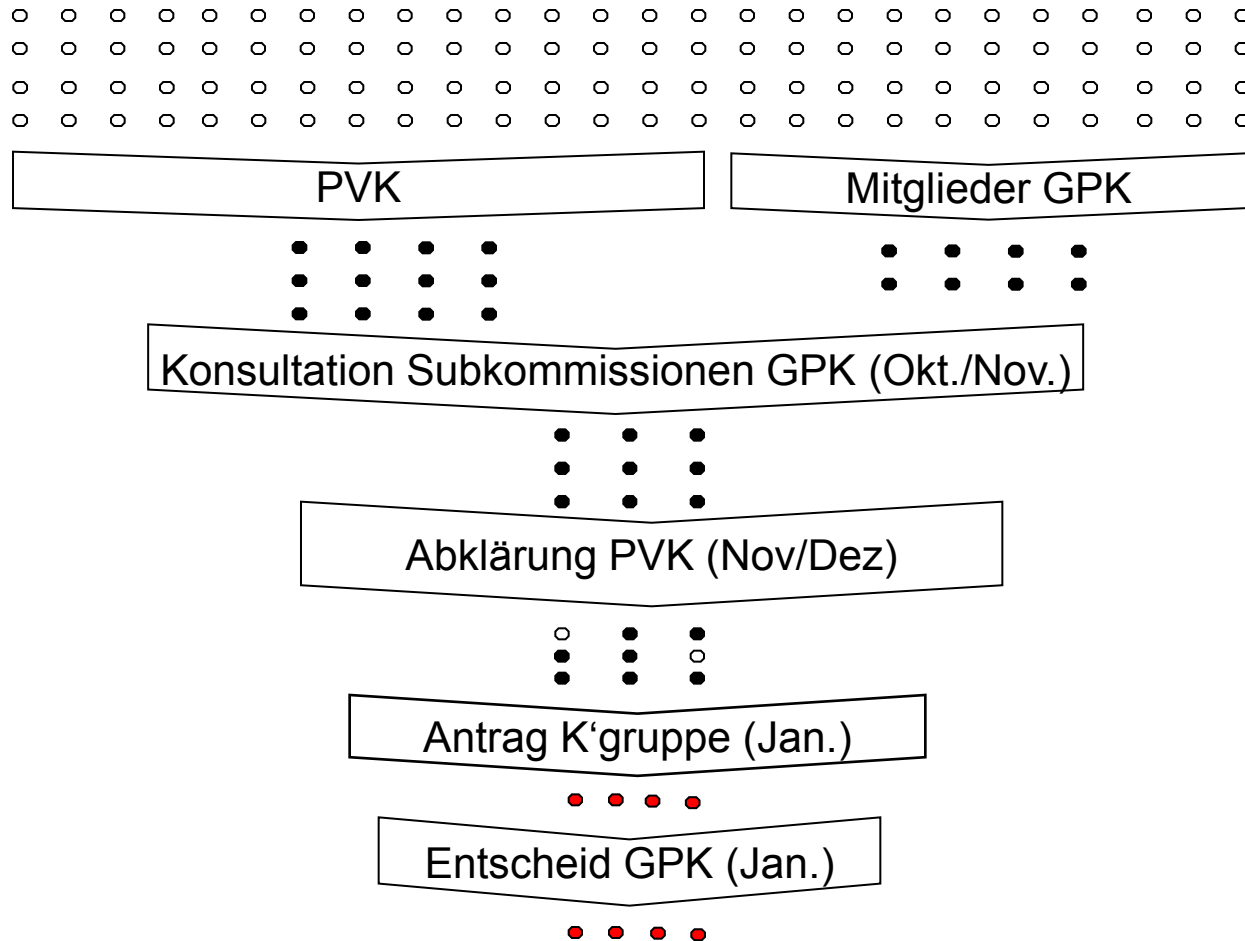 PVK
Mitglieder GPK
Konsultation Subkommissionen GPK (Okt./Nov.)
Abklärung PVK (Nov/Dez)
Antrag K‘gruppe (Jan.)
Entscheid GPK (Jan.)